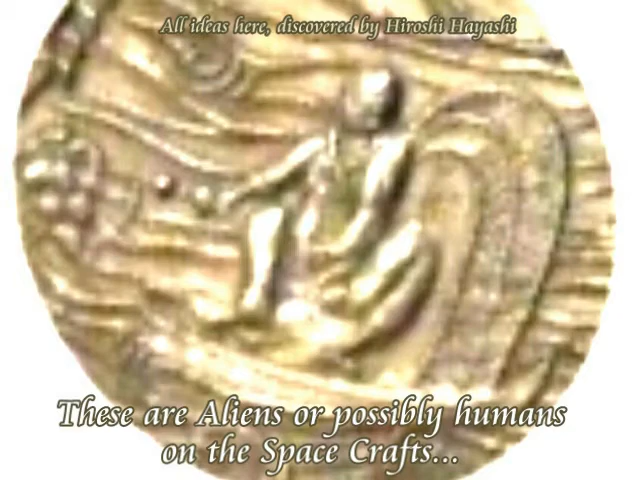 All ideas here, discovered by Hiroshi Hayashi
These are Aliens or possibly humans
on the Space Crafts...